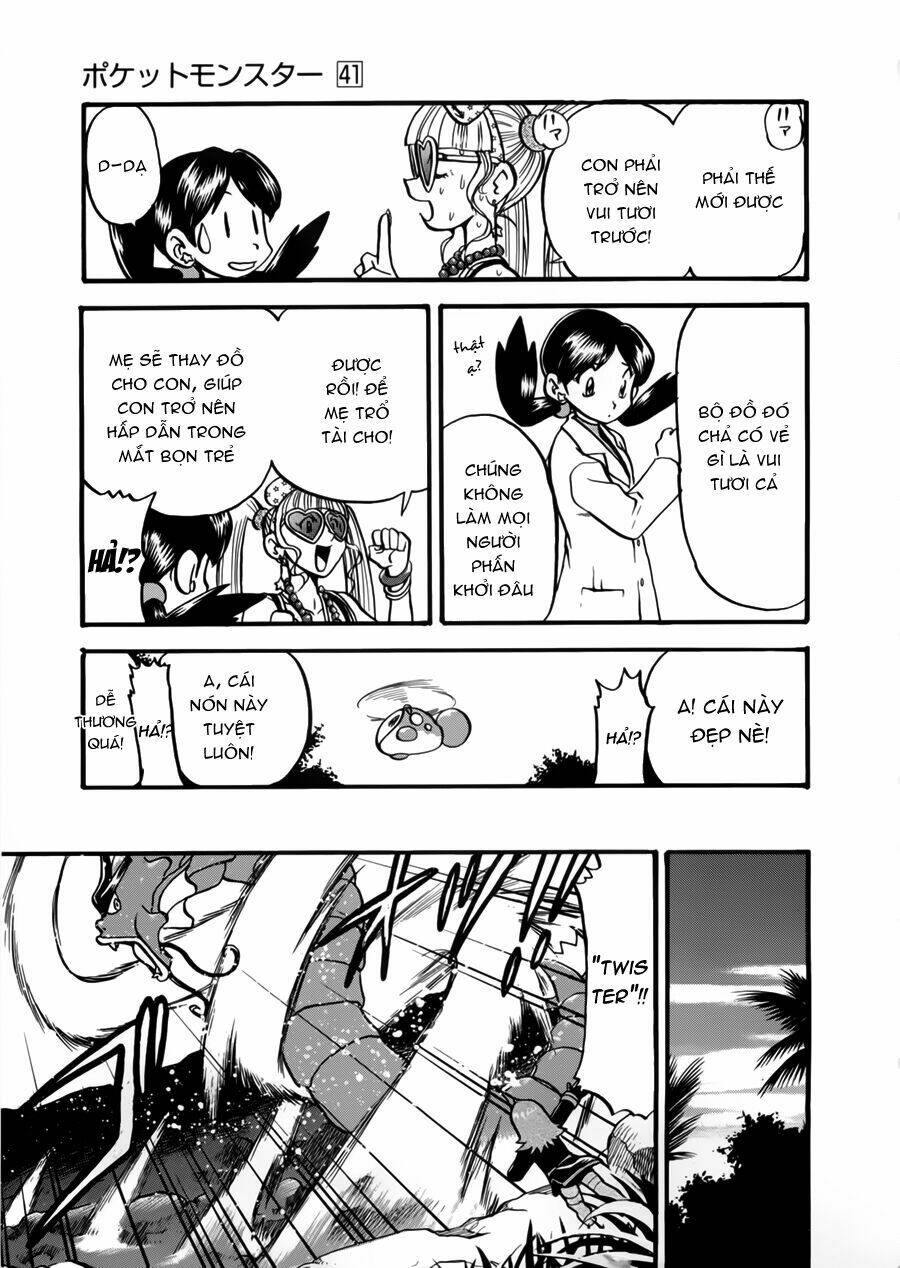 ポケットモンスター 41
PHẢI THẾ
MỚI ĐƯỢC
CON PHẢI
TRỞ NÊN
VUI TƯƠI
TRƯỚC!
D-DẠ
BỘ ĐỒ ĐÓ
CHẢ CÓ VẺ
GÌ LÀ VUI
TƯƠI CẢ
thật
ạ?
CHÚNG
KHÔNG
LÀM MỌI
NGƯỜI
PHẤN
KHỞI ĐÂU
ĐƯỢC
RỒI! ĐỂ
MẸ TRỔ
TÀI CHO!
MẸ SẼ THAY ĐỒ
CHO CON, GIÚP
CON TRỞ NÊN
HẤP DẪN TRONG
MẮT BỌN TRẺ
HẢ!?
A! CÁI NÀY
ĐẸP NÈ!
HẢ!?
A, CÁI
NÓN NÀY
TUYỆT
LUÔN!
HẢ!?
DỄ
THƯƠNG
QUÁ!
"TWIS
TER"!!